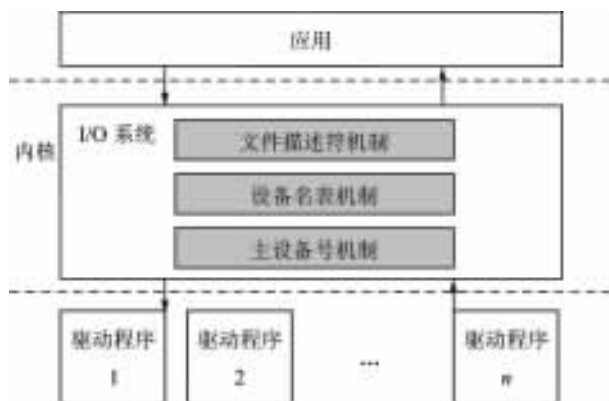 应用
内核
I/O 系统
文件描述符机制
设备名表机制
主设备号机制
驱动程序
1
驱动程序
2
...
驱动程序
n